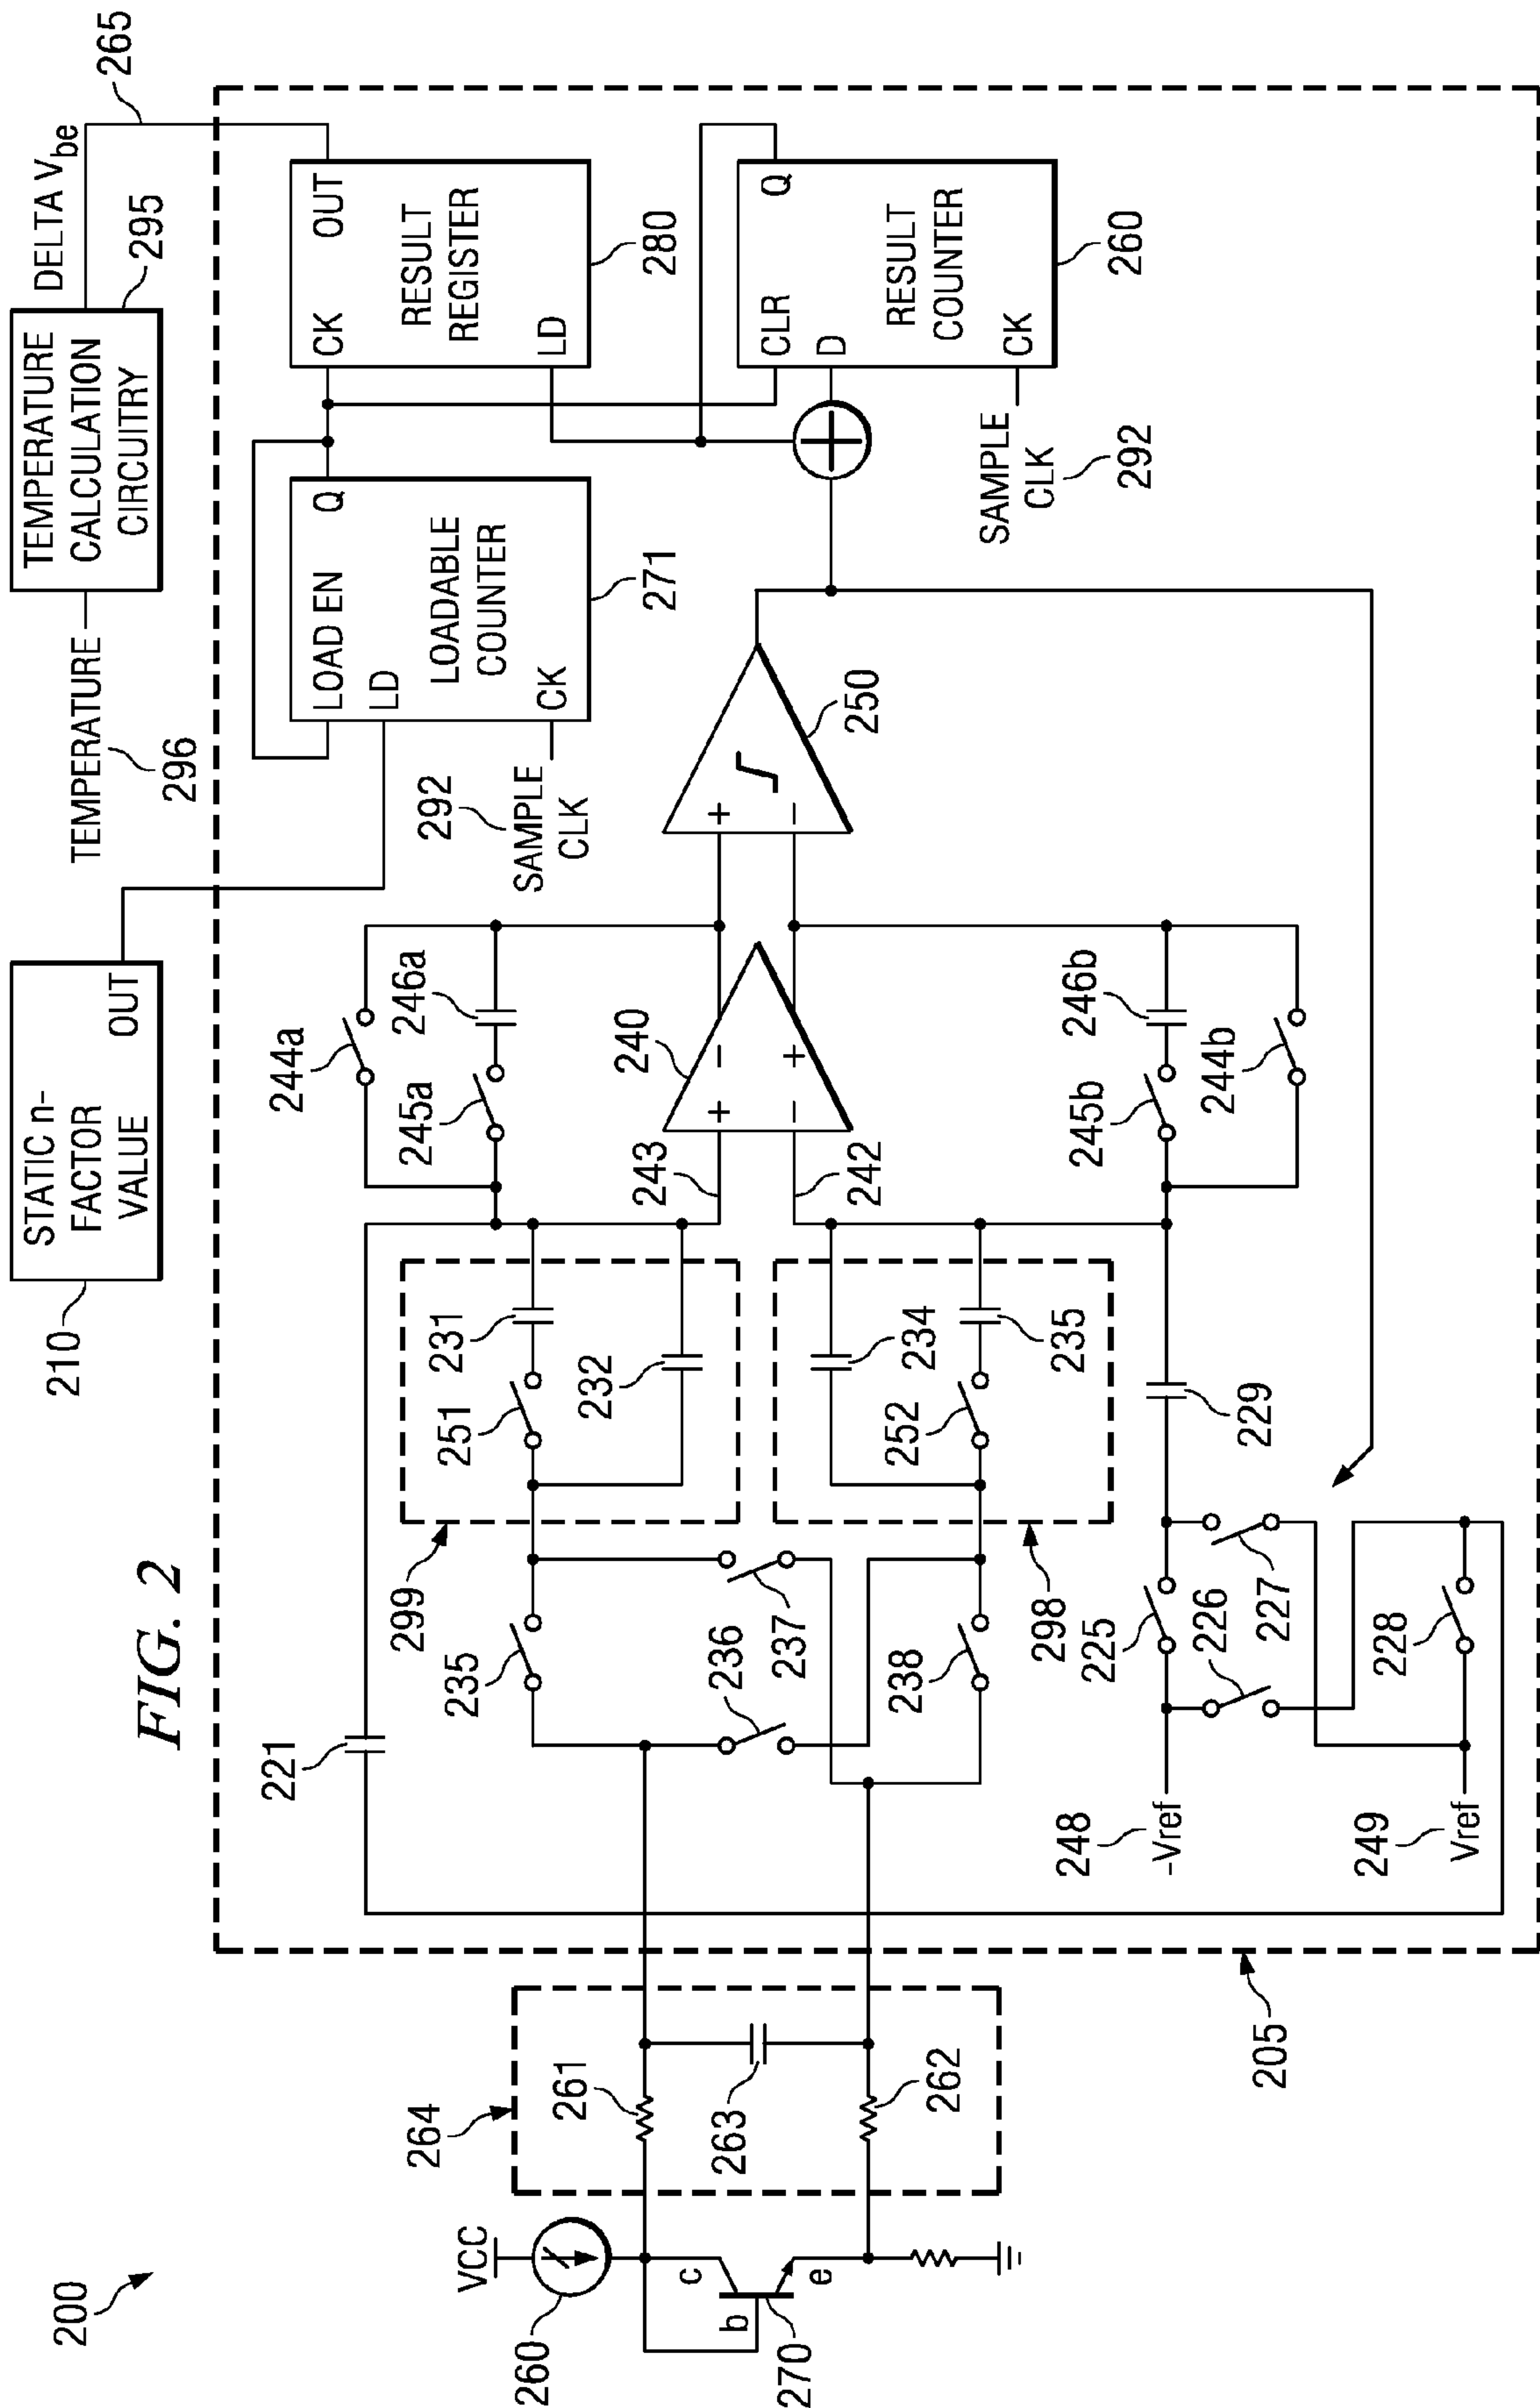 FIG. 2
200
STATIC n-
FACTOR
VALUE
OUT
210
TEMPERATURE
296
TEMPERATURE
CALCULATION
CIRCUITRY
295
DELTA Vbe
265
VCC
260
c
b
e
270
264
261
263
262
205
221
235
236
237
238
299
251
231
232
298
252
234
235
248
-Vref
249
Vref
225
226
227
228
229
244a
245a
246a
243
242
240
+
-
-
+
245b
246b
244b
250
+
-
292
SAMPLE
CLK
LOAD EN
Q
LD
LOADABLE
COUNTER
CK
271
CK
OUT
RESULT
REGISTER
LD
280
+
CLR
Q
D
RESULT
COUNTER
CK
260
SAMPLE
CLK
292